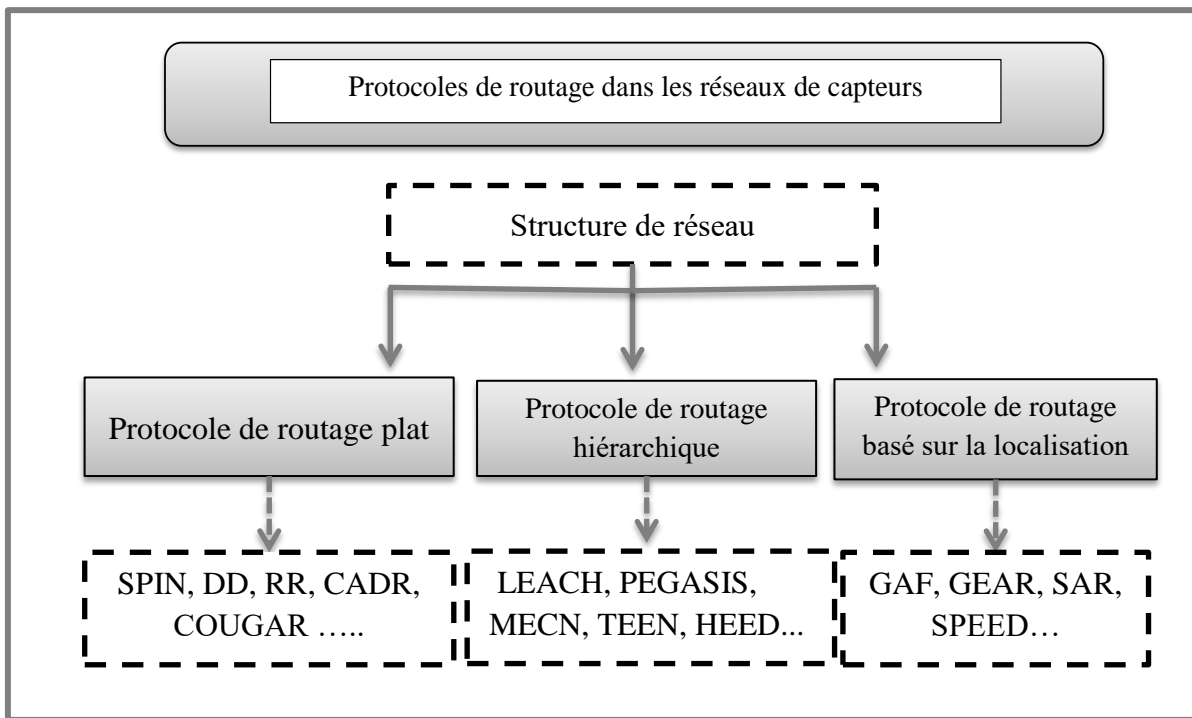 Protocoles de routage dans les réseaux de capteurs
Structure de réseau
Protocole de routage plat
Protocole de routage
hiérarchique
Protocole de routage
basé sur la localisation
SPIN, DD, RR, CADR,
COUGAR …..
LEACH, PEGASIS,
MECN, TEEN, HEED...
GAF, GEAR, SAR,
SPEED…